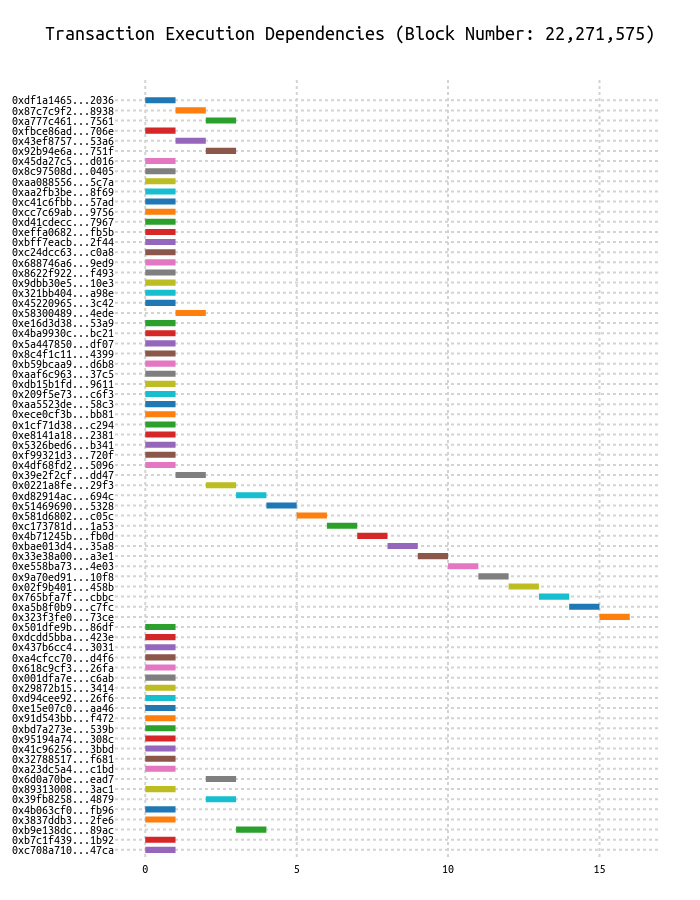 Transaction Execution Dependencies (Block Number: 22,271,575)
0xdf1a1465...2036
0x87c7c9f2...8938
0xa777c461...7561
0xfbce86ad...706e
0x43ef8757...53a6
0x92b94e6a...751f
0x45da27c5...d016
0x8c97508d...0405
0xaa088556...5c7a
0xaa2fb3be...8f69
0xc41c6fbb...57ad
0xcc7c69ab...9756
0xd41cdecc...7967
0xeffa0682...fb5b
0xbff7eacb...2f44
0xc24dcc63...c0a8
0x688746a6...9ed9
0x8622f922...f493
0x9dbb30e5...10e3
0x321bb404...a98e
0x45220965...3c42
0x58300489...4ede
0xe16d3d38...53a9
0x4ba9930c...bc21
0x5a447850...df07
0x8c4f1c11...4399
0xb59bcaa9...d6b8
0xaaf6c963...37c5
0xdb15b1fd...9611
0x209f5e73...c6f3
0xaa5523de...58c3
0xece0cf3b...bb81
0x1cf71d38...c294
0xe8141a18...2381
0x5326bed6...b341
0xf99321d3...720f
0x4df68fd2...5096
0x39e2f2cf...dd47
0x0221a8fe...29f3
0xd82914ac...694c
0x51469690...5328
0x581d6802...c05c
0xc173781d...1a53
0x4b71245b...fb0d
0xbae013d4...35a8
0x33e38a00...a3e1
0xe558ba73...4e03
0x9a70ed91...10f8
0x02f9b401...458b
0x765bfa7f...cbbc
0xa5b8f0b9...c7fc
0x323f3fe0...73ce
0x501dfe9b...86df
0xdcdd5bba...423e
0x437b6cc4...3031
0xa4cfcc70...d4f6
0x618c9cf3...26fa
0x001dfa7e...c6ab
0x29872b15...3414
0xd94cee92...26f6
0xe15e07c0...aa46
0x91d543bb...f472
0xbd7a273e...539b
0x95194a74...308c
0x41c96256...3bbd
0x32788517...f681
0xa23dc5a4...c1bd
0x6d0a70be...ead7
0x89313008...3ac1
0x39fb8258...4879
0x4b063cf0...fb96
0x3837ddb3...2fe6
0xb9e138dc...89ac
0xb7c1f439...1b92
0xc708a710...47ca
0 5 10 15